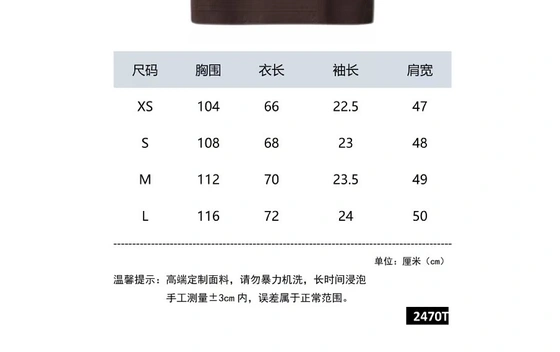 尺码 胸围 衣长 袖长 肩宽
XS 104 66 22.5 47
S 108 68 23 48
M 112 70 23.5 49
L 116 72 24 50
单位：厘米（cm）
温馨提示：高端定制面料，请勿暴力机洗，长时间浸泡
手工测量±3cm内，误差属于正常范围。
2470T